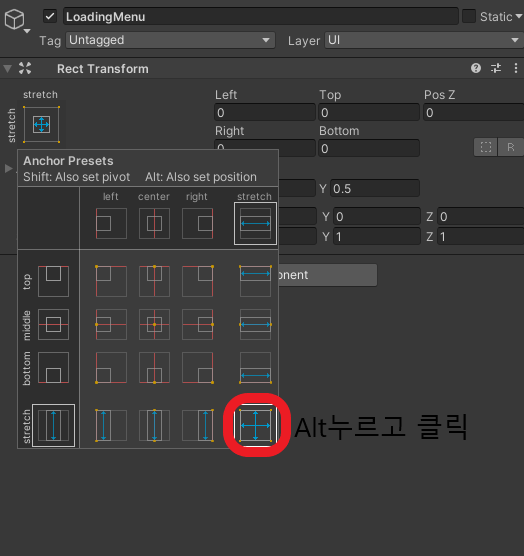 LoadingMenu
Static
Tag Untagged Layer UI
Rect Transform
stretch
stretch
Left Top Pos Z
0 0 0
Right Bottom
0 0 R
Anchor Presets
Shift: Also set pivot Alt: Also set position
Y 0.5
left center right stretch
Y 0 Z 0
Y 1 Z 1
top
ponent
middle
bottom
stretch
Alt누르고 클릭